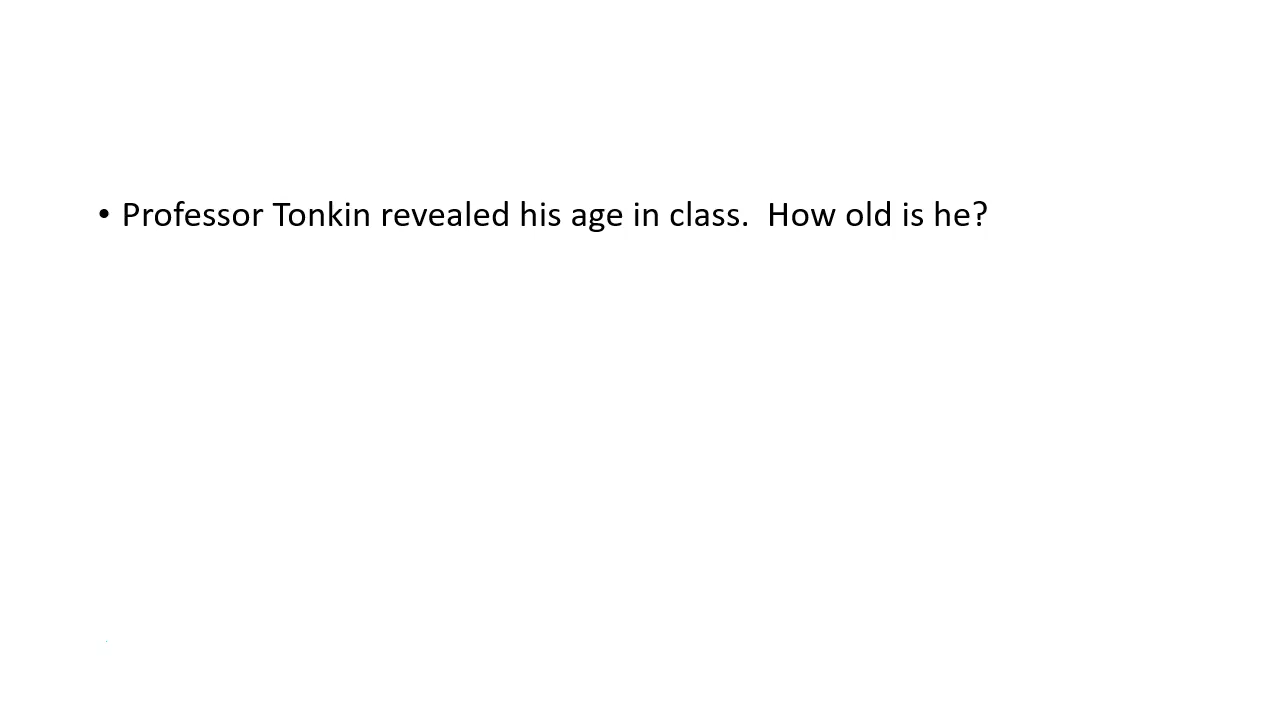 • Professor Tonkin revealed his age in class.  How old is he?